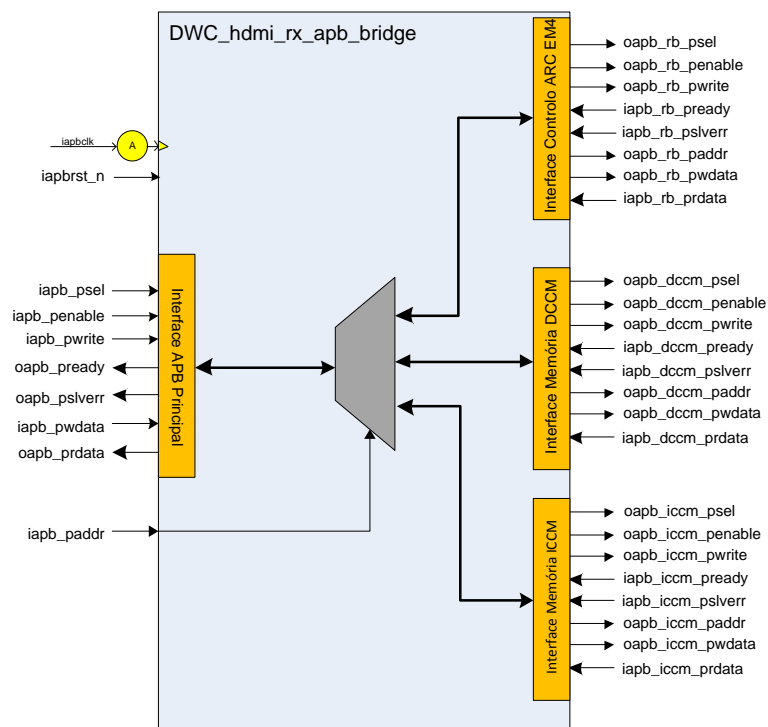 DWC_hdmi_rx_apb_bridge
iapbclk
A
iapbrst_n
iapb_psel
iapb_penable
iapb_pwrite
oapb_pready
oapb_pslverr
iapb_pwdata
oapb_prdata
iapb_paddr
Interface APB Principal
Interface Controlo ARC EM4
oapb_rb_psel
oapb_rb_penable
oapb_rb_pwrite
iapb_rb_pready
iapb_rb_pslverr
oapb_rb_paddr
oapb_rb_pwdata
iapb_rb_prdata
Interface Memória DCCM
oapb_dccm_psel
oapb_dccm_penable
oapb_dccm_pwrite
iapb_dccm_pready
iapb_dccm_pslverr
oapb_dccm_paddr
oapb_dccm_pwdata
iapb_dccm_prdata
Interface Memória ICCM
oapb_iccm_psel
oapb_iccm_penable
oapb_iccm_pwrite
iapb_iccm_pready
iapb_iccm_pslverr
oapb_iccm_paddr
oapb_iccm_pwdata
iapb_iccm_prdata